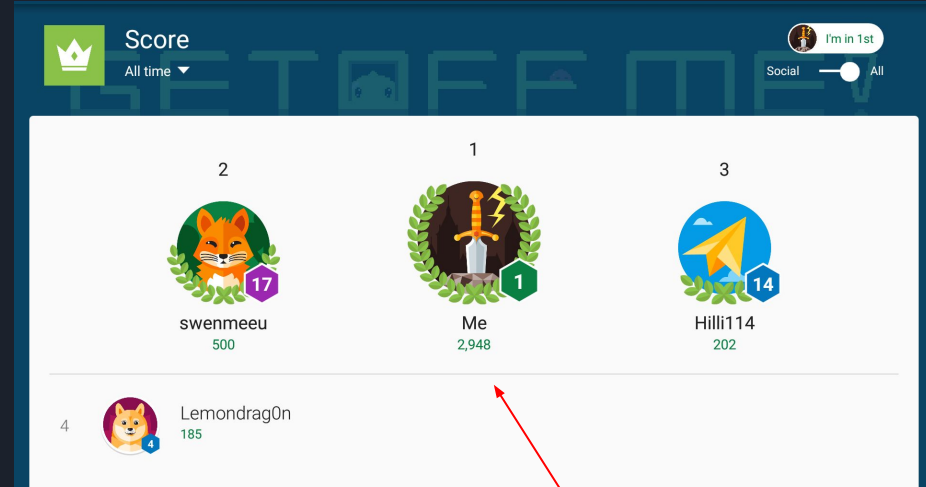 Score
All time
I'm in 1st
Social All
GET OFF ME!
2
1
3
17
1
14
swenmeeu
500
Me
2,948
Hilli114
202
4
4
Lemondrag0n
185